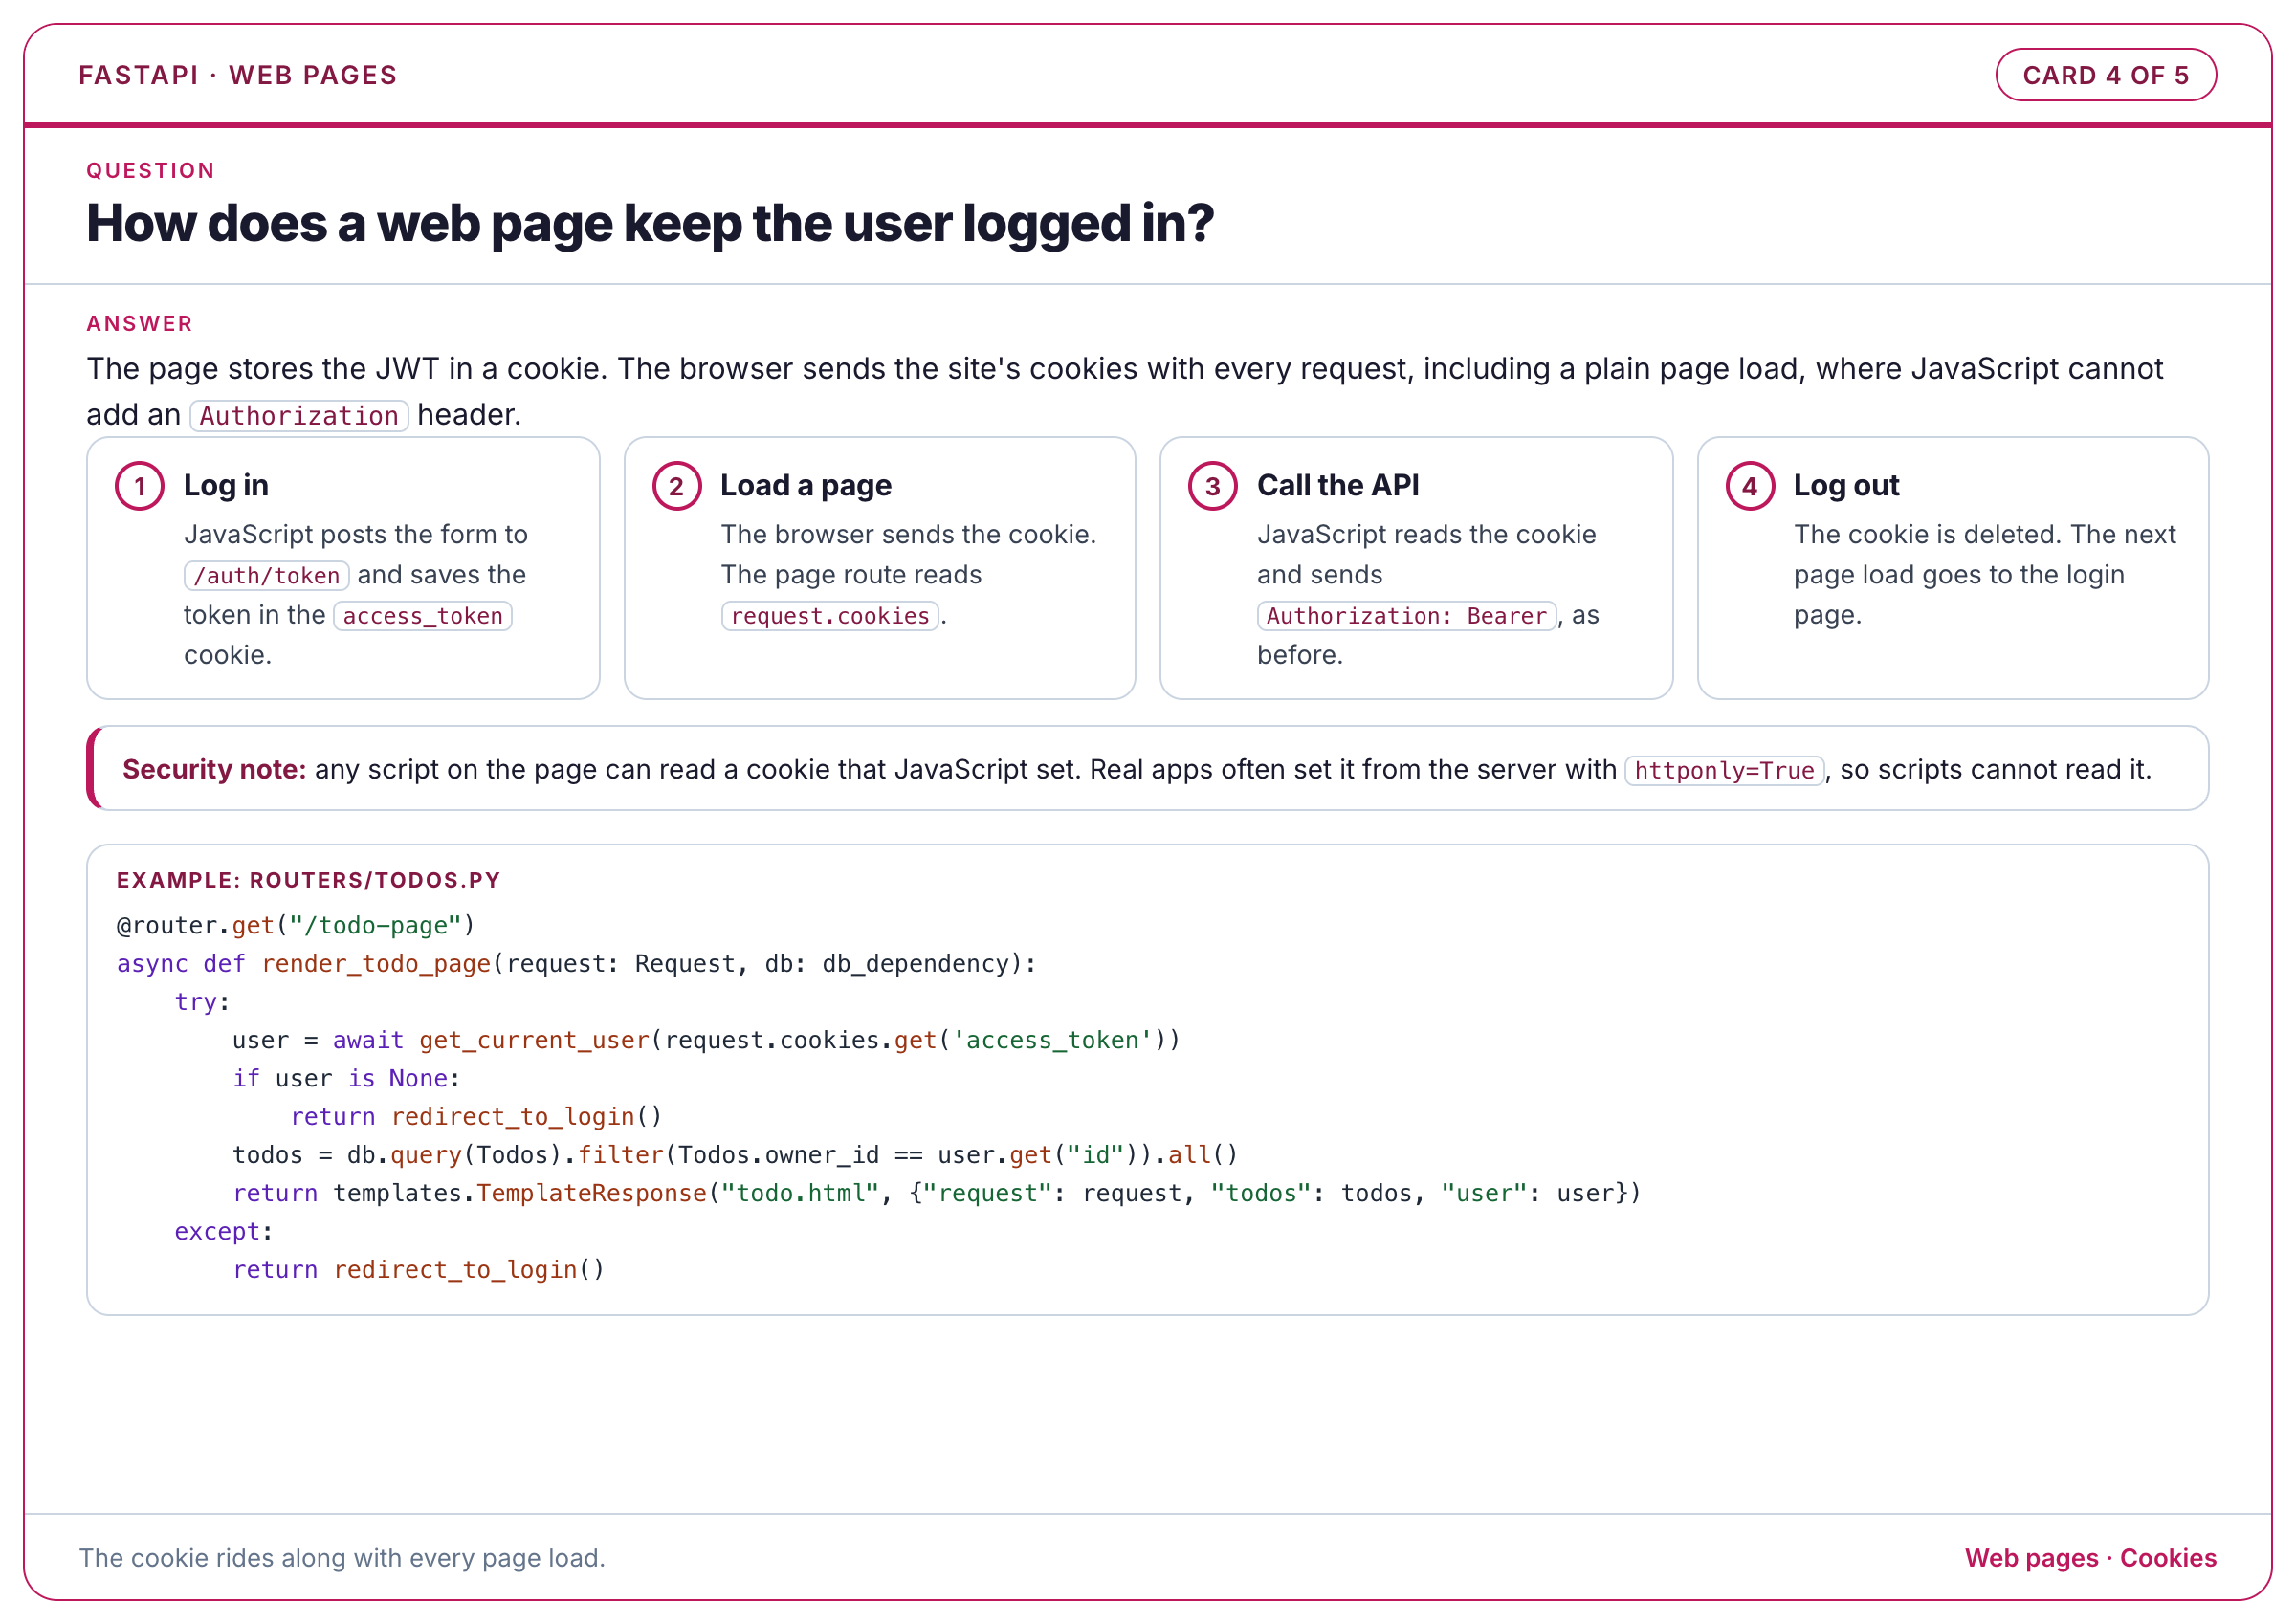 FASTAPI · WEB PAGES
CARD 4 OF 5
QUESTION
How does a web page keep the user logged in?
ANSWER
The page stores the JWT in a cookie. The browser sends the site's cookies with every request, including a plain page load, where JavaScript cannot
add an Authorization header.
1 Log in
JavaScript posts the form to
/auth/token and saves the
token in the access_token
cookie.
2 Load a page
The browser sends the cookie.
The page route reads
request.cookies.
3 Call the API
JavaScript reads the cookie
and sends
Authorization: Bearer, as
before.
4 Log out
The cookie is deleted. The next
page load goes to the login
page.
Security note: any script on the page can read a cookie that JavaScript set. Real apps often set it from the server with httponly=True, so scripts cannot read it.
EXAMPLE: ROUTERS/TODOS.PY
@router.get("/todo-page")
async def render_todo_page(request: Request, db: db_dependency):
    try:
        user = await get_current_user(request.cookies.get('access_token'))
        if user is None:
            return redirect_to_login()
        todos = db.query(Todos).filter(Todos.owner_id == user.get("id")).all()
        return templates.TemplateResponse("todo.html", {"request": request, "todos": todos, "user": user})
    except:
        return redirect_to_login()
The cookie rides along with every page load.
Web pages · Cookies